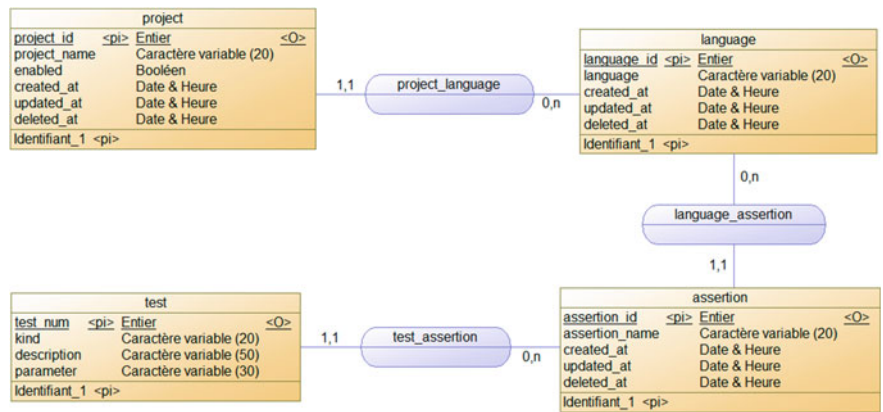 project
project_id <pi> Entier <O>
project_name Caractère variable (20)
enabled Booléen
created_at Date & Heure
updated_at Date & Heure
deleted_at Date & Heure
Identifiant_1 <pi>
1,1
project_language
0,n
language
language_id <pi> Entier <O>
language Caractère variable (20)
created_at Date & Heure
updated_at Date & Heure
deleted_at Date & Heure
Identifiant_1 <pi>
0,n
language_assertion
1,1
test
test_num <pi> Entier <O>
kind Caractère variable (20)
description Caractère variable (50)
parameter Caractère variable (30)
Identifiant_1 <pi>
1,1
test_assertion
0,n
assertion
assertion_id <pi> Entier <O>
assertion_name Caractère variable (20)
created_at Date & Heure
updated_at Date & Heure
deleted_at Date & Heure
Identifiant_1 <pi>